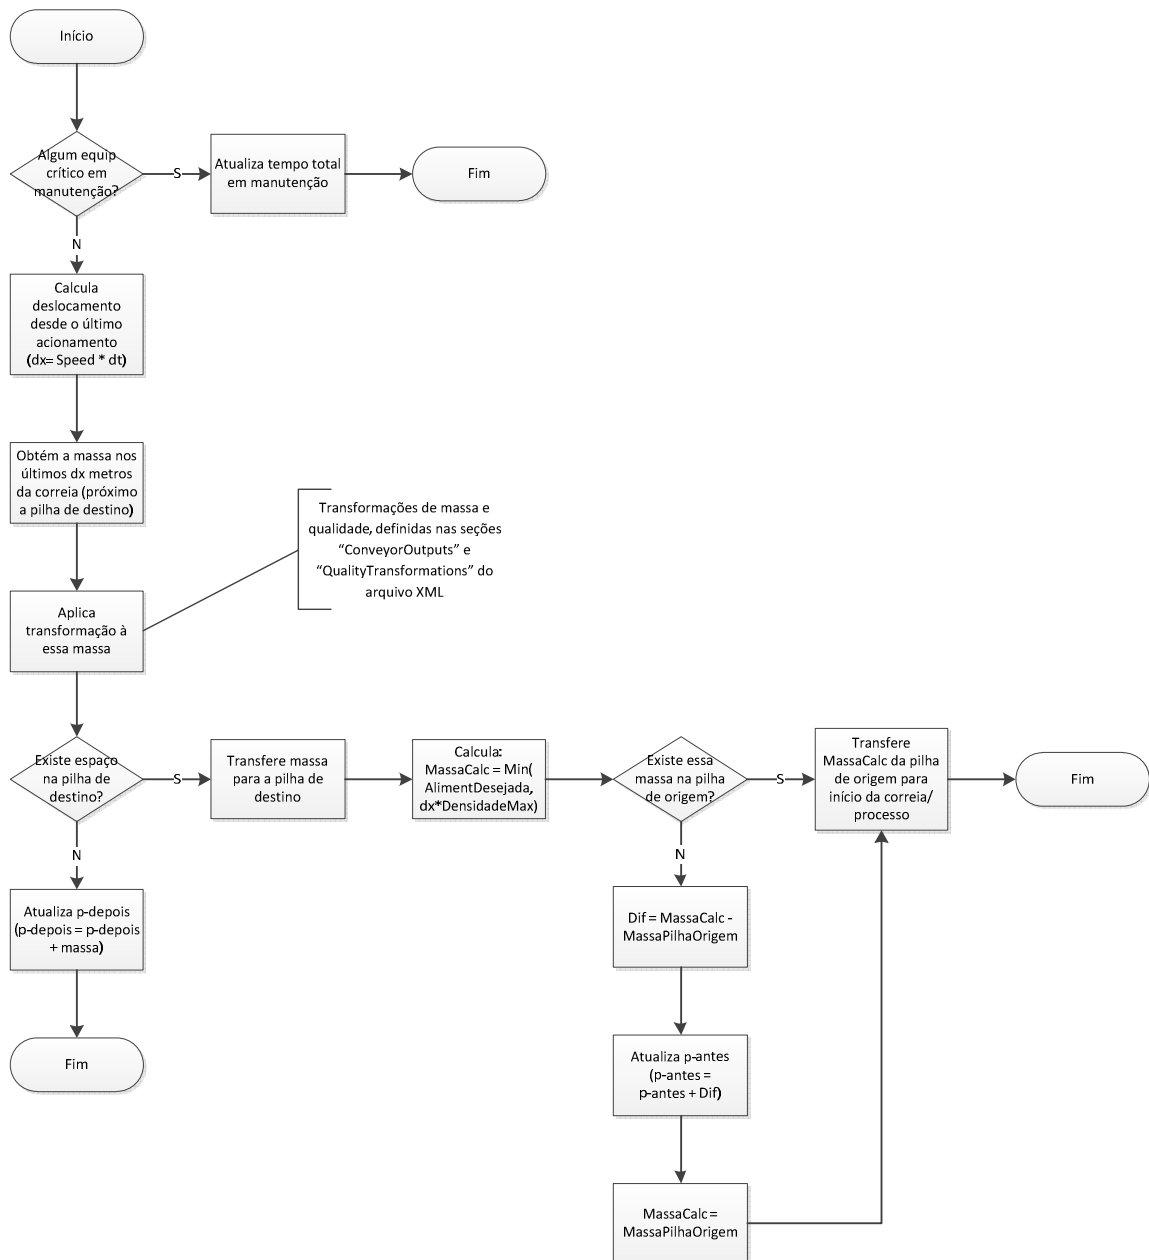 Início
Algum equip
crítico em
manutenção?
S
Atualiza tempo total
em manutenção
Fim
N
Calcula
deslocamento
desde o último
acionamento
(dx= Speed * dt)
Obtém a massa nos
últimos dx metros
da correia (próximo
a pilha de destino)
Transformações de massa e
qualidade, definidas nas seções
“ConveyorOutputs” e
“QualityTransformations” do
arquivo XML
Aplica
transformação à
essa massa
Existe espaço
na pilha de
destino?
S
Transfere massa
para a pilha de
destino
Calcula:
MassaCalc = Min(
AlimentDesejada,
dx*DensidadeMax)
Existe essa
massa na pilha
de origem?
S
Transfere
MassaCalc da pilha
de origem para
início da correia/
processo
Fim
N
Atualiza p-depois
(p-depois = p-depois
+ massa)
Fim
N
Dif = MassaCalc -
MassaPilhaOrigem
Atualiza p-antes
(p-antes =
p-antes + Dif)
MassaCalc =
MassaPilhaOrigem